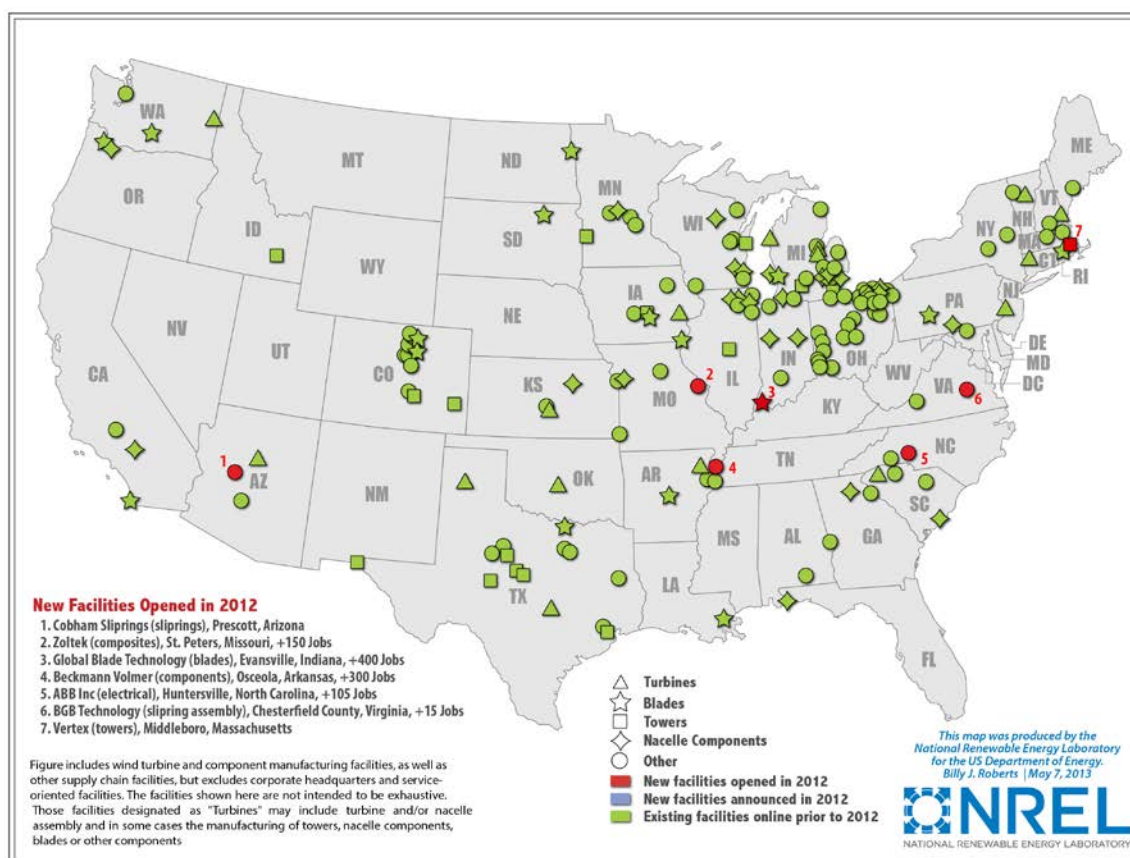 WA
MT
ND
MN
ME
OR
ID
SD
WI
MI
VT
NH
NY
MA
CT
RI
WY
IA
NE
PA
NJ
NV
UT
CO
CA
KS
MO
IL
IN
OH
WV
VA
KY
DE
MD
DC
AZ
NM
OK
AR
TN
NC
SC
MS
AL
GA
TX
LA
FL
1
2
3
4
5
6
7
New Facilities Opened in 2012
1. Cobham Sliprings (sliprings), Prescott, Arizona
2. Zoltek (composites), St. Peters, Missouri, +150 Jobs
3. Global Blade Technology (blades), Evansville, Indiana, +400 Jobs
4. Beckmann Volmer (components), Osceola, Arkansas, +300 Jobs
5. ABB Inc (electrical), Huntersville, North Carolina, +105 Jobs
6. BGB Technology (slipring assembly), Chesterfield County, Virginia, +15 Jobs
7. Vertex (towers), Middleboro, Massachusetts
Figure includes wind turbine and component manufacturing facilities, as well as
other supply chain facilities, but excludes corporate headquarters and service-
oriented facilities. The facilities shown here are not intended to be exhaustive.
Those facilities designated as "Turbines" may include turbine and/or nacelle
assembly and in some cases the manufacturing of towers, nacelle components,
blades or other components
Turbines
Blades
Towers
Nacelle Components
Other
New facilities opened in 2012
New facilities announced in 2012
Existing facilities online prior to 2012
This map was produced by the
National Renewable Energy Laboratory
for the US Department of Energy.
Billy J. Roberts | May 7, 2013
NREL
NATIONAL RENEWABLE ENERGY LABORATORY